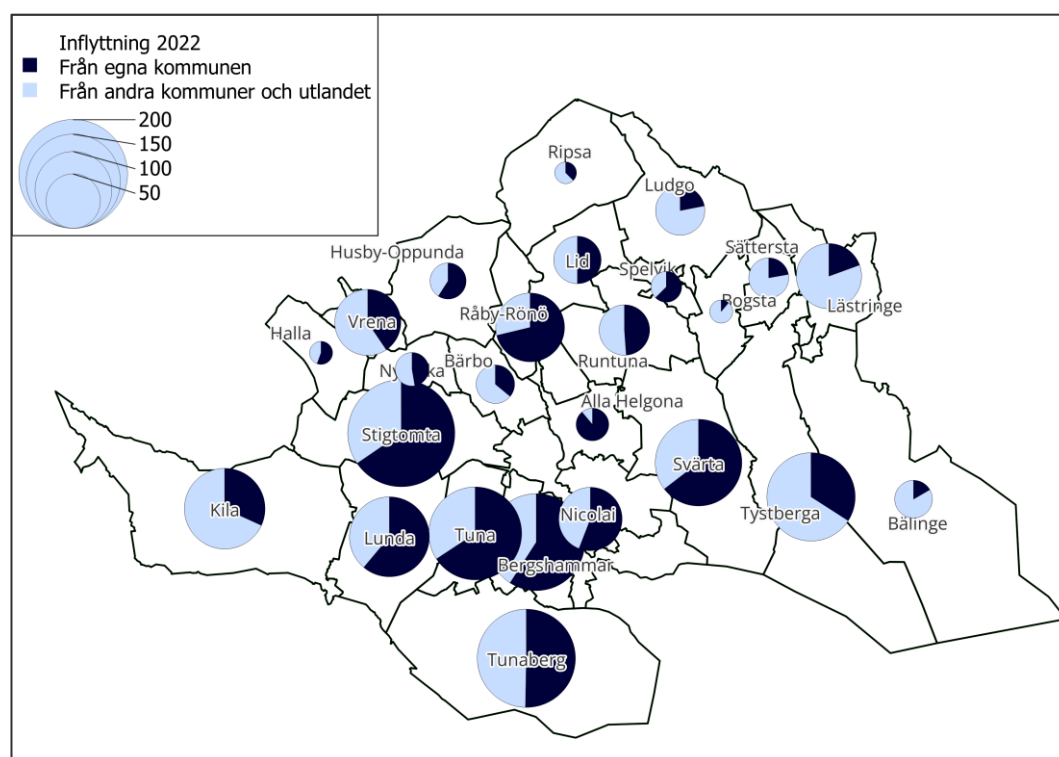 Inflyttning 2022
Från egna kommunen
Från andra kommuner och utlandet
200
150
100
50
Ripsa
Ludgo
Husby-Oppunda
Lid
Spelvik
Sättersta
Bogsta
Lästringe
Vrena
Råby-Rönö
Halla
Bärbo
Runtuna
Alla Helgona
Stigtomta
Svärta
Kila
Lunda
Tuna
Nicolai
Tystberga
Bälinge
Bergshammar
Tunaberg